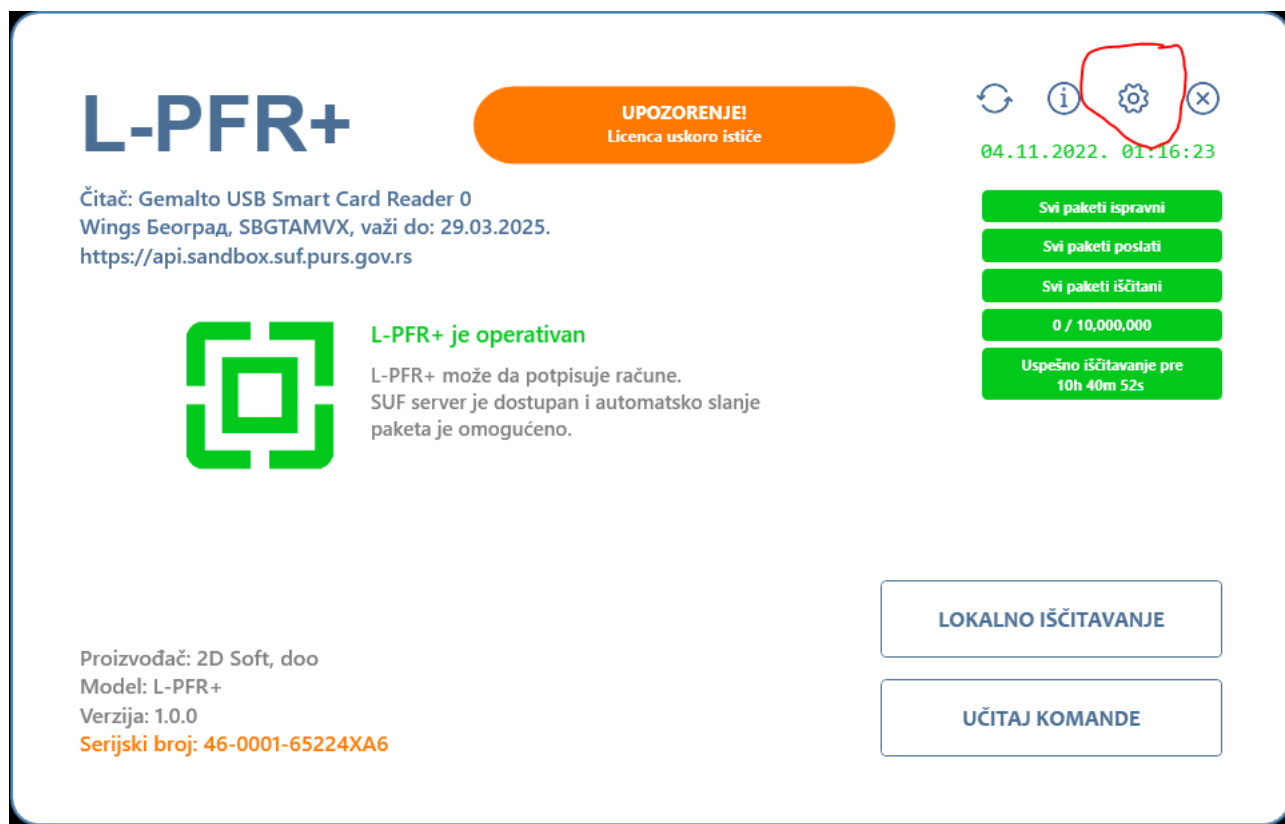 L-PFR+
UPOZORENJE!
Licenca uskoro ističe
04.11.2022. 01:16:23
Čitač: Gemalto USB Smart Card Reader 0
Wings Београд, SBGTAMVX, važi do: 29.03.2025.
https://api.sandbox.suf.purs.gov.rs
Svi paketi ispravni
Svi paketi poslati
Svi paketi iščitani
0 / 10,000,000
Uspešno iščitavanje pre
10h 40m 52s
L-PFR+ je operativan
L-PFR+ može da potpisuje račune.
SUF server je dostupan i automatsko slanje
paketa je omogućeno.
LOKALNO IŠČITAVANJE
UČITAJ KOMANDE
Proizvođač: 2D Soft, doo
Model: L-PFR+
Verzija: 1.0.0
Serijski broj: 46-0001-65224XA6